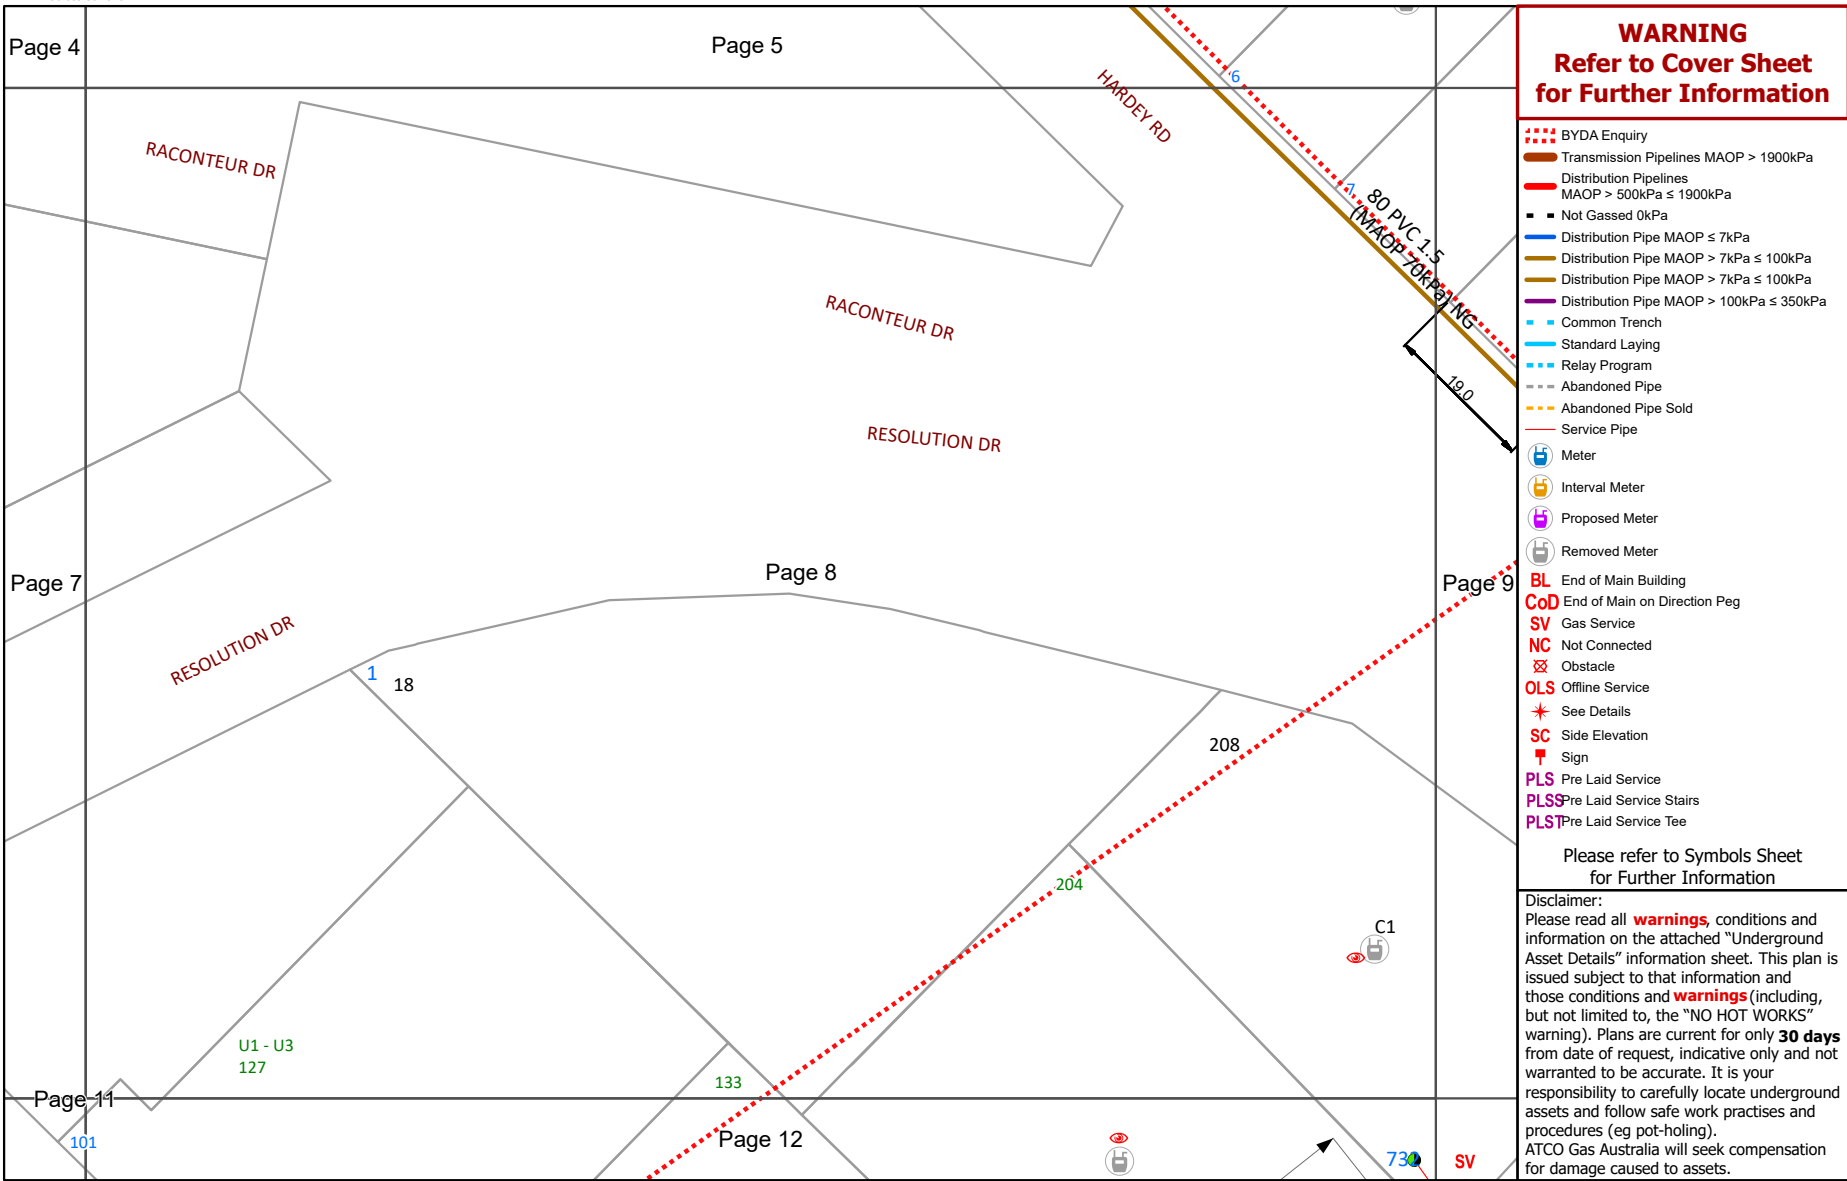 Page 4
Page 5
HARDEY RD
6
RACONTEUR DR
7
80 PVC 1.5
(MAOP 70kPa) NG
RACONTEUR DR
19.0
RESOLUTION DR
Page 7
Page 8
Page 9
RESOLUTION DR
1
18
208
204
C1
U1 - U3
127
133
Page 11
101
Page 12
SV
WARNING
Refer to Cover Sheet
for Further Information
BYDA Enquiry
Transmission Pipelines MAOP > 1900kPa
Distribution Pipelines
MAOP > 500kPa ≤ 1900kPa
Not Gassed 0kPa
Distribution Pipe MAOP ≤ 7kPa
Distribution Pipe MAOP > 7kPa ≤ 100kPa
Distribution Pipe MAOP > 7kPa ≤ 100kPa
Distribution Pipe MAOP > 100kPa ≤ 350kPa
Common Trench
Standard Laying
Relay Program
Abandoned Pipe
Abandoned Pipe Sold
Service Pipe
Meter
Interval Meter
Proposed Meter
Removed Meter
BL End of Main Building
CoD End of Main on Direction Peg
SV Gas Service
NC Not Connected
Obstacle
OLS Offline Service
See Details
SC Side Elevation
Sign
PLS Pre Laid Service
PLSS Pre Laid Service Stairs
PLST Pre Laid Service Tee
Please refer to Symbols Sheet
for Further Information
Disclaimer:
Please read all warnings, conditions and
information on the attached “Underground
Asset Details” information sheet. This plan is
issued subject to that information and
those conditions and warnings (including,
but not limited to, the “NO HOT WORKS”
warning). Plans are current for only 30 days
from date of request, indicative only and not
warranted to be accurate. It is your
responsibility to carefully locate underground
assets and follow safe work practises and
procedures (eg pot-holing).
ATCO Gas Australia will seek compensation
for damage caused to assets.